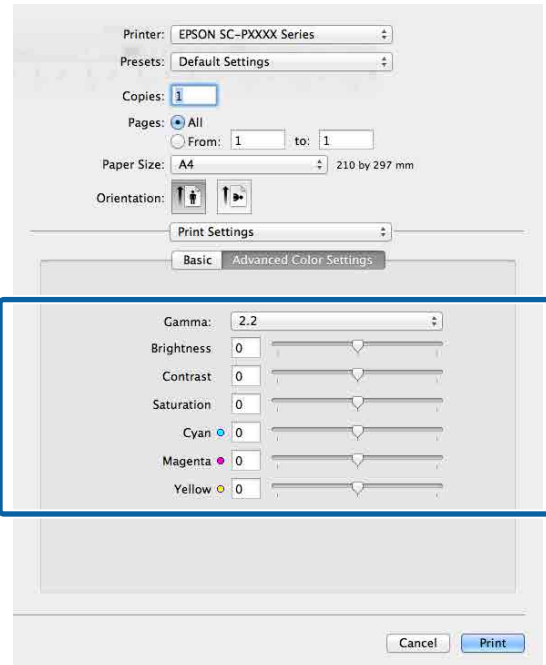 Printer: EPSON SC-PXXXX Series
Presets: Default Settings
Copies: 1
Pages: All
From: 1 to: 1
Paper Size: A4 210 by 297 mm
Orientation:
Print Settings
Basic Advanced Color Settings
Gamma: 2.2
Brightness 0
Contrast 0
Saturation 0
Cyan 0
Magenta 0
Yellow 0
Cancel Print